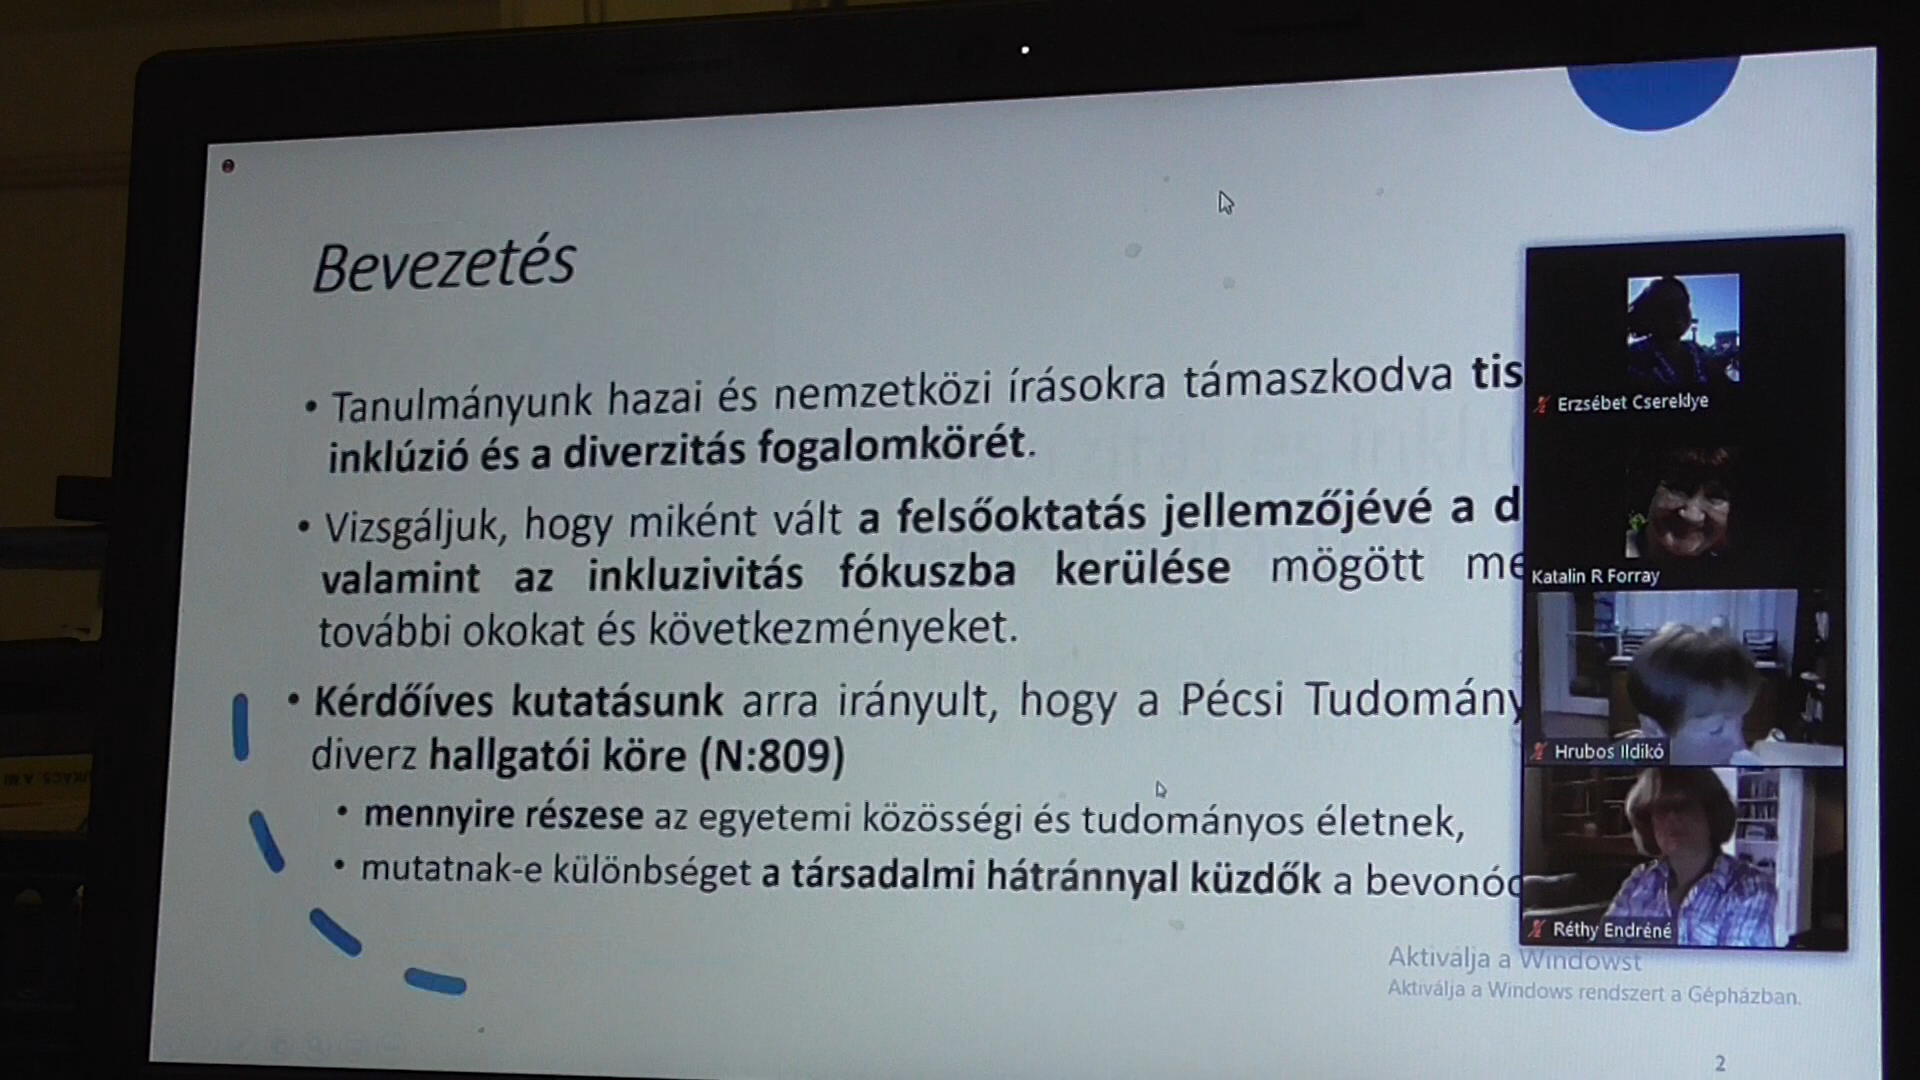 Bevezetés
• Tanulmányunk hazai és nemzetközi írásokra támaszkodva tis
inklúzió és a diverzitás fogalomkörét.
• Vizsgáljuk, hogy miként vált a felsőoktatás jellemzőjévé a d
valamint az inkluzivitás fókuszba kerülése mögött me
további okokat és következményeket.
• Kérdőíves kutatásunk arra irányult, hogy a Pécsi Tudomány
diverz hallgatói köre (N:809)
• mennyire részese az egyetemi közösségi és tudományos életnek,
• mutatnak-e különbséget a társadalmi hátránnyal küzdők a bevonód
Erzsébet Csereklye
Katalin R Forray
Hrubos Ildikó
Réthy Endréné
Aktiválja a Windowst
Aktiválja a Windows rendszert a Gépházban.
2